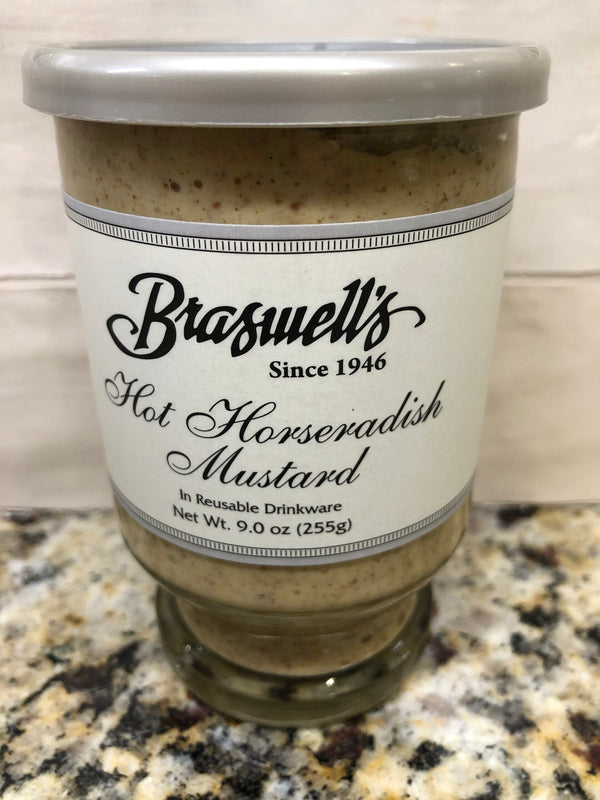 Braswell's
Since 1946
Hot Horseradish
Mustard
In Reusable Drinkware
Net Wt. 9.0 oz (255g)